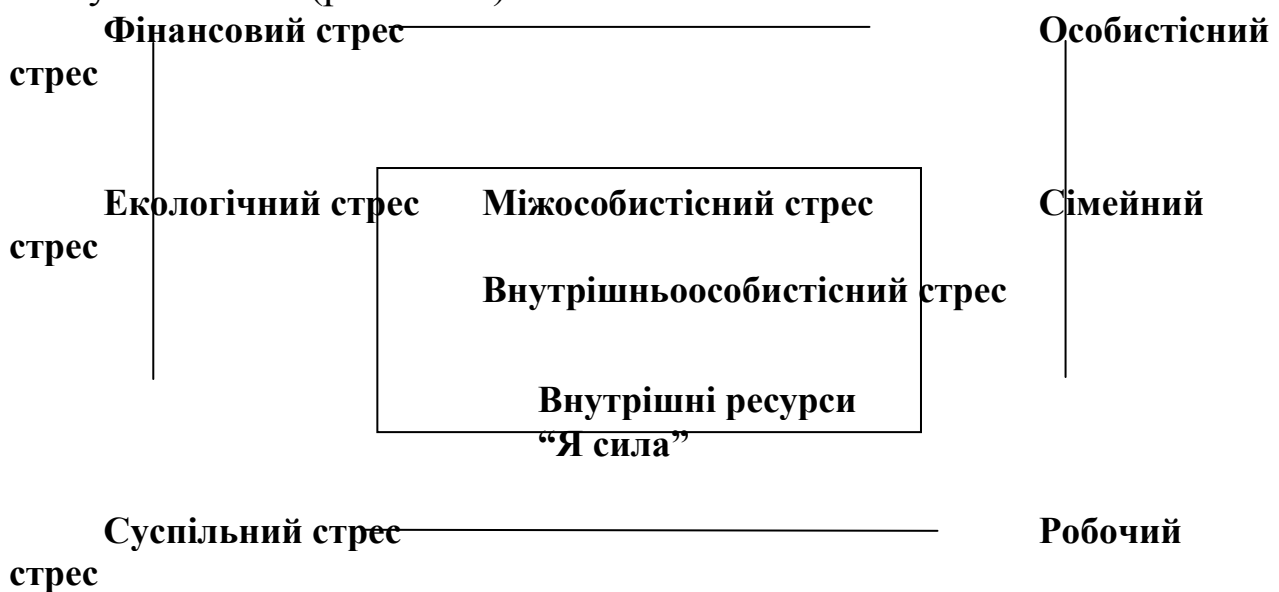 Фінансовий стрес Особистісний
стрес
Екологічний стрес Міжособистісний стрес Сімейний
стрес
Внутрішньоособистісний стрес
Внутрішні ресурси
“Я сила”
Суспільний стрес Робочий
стрес